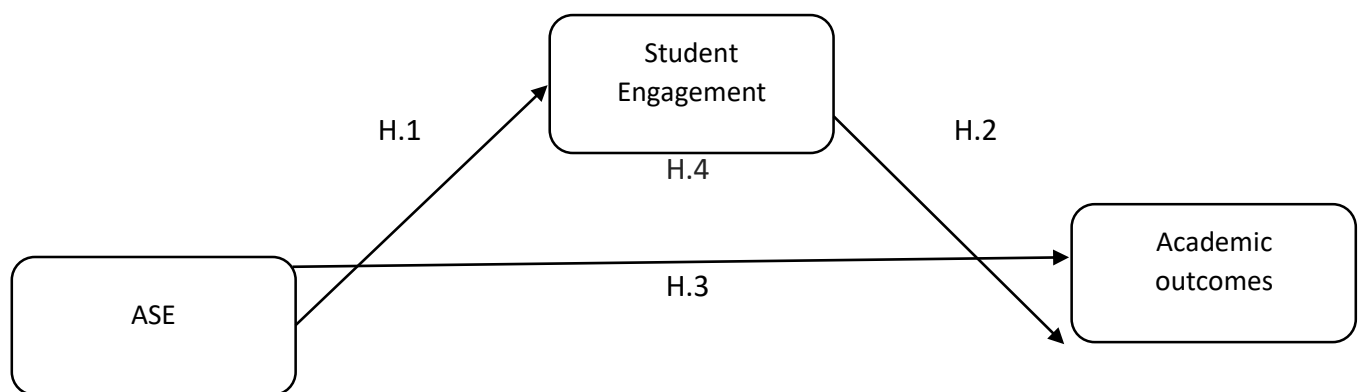 Student
Engagement
H.1
H.2
H.4
Academic
outcomes
H.3
ASE